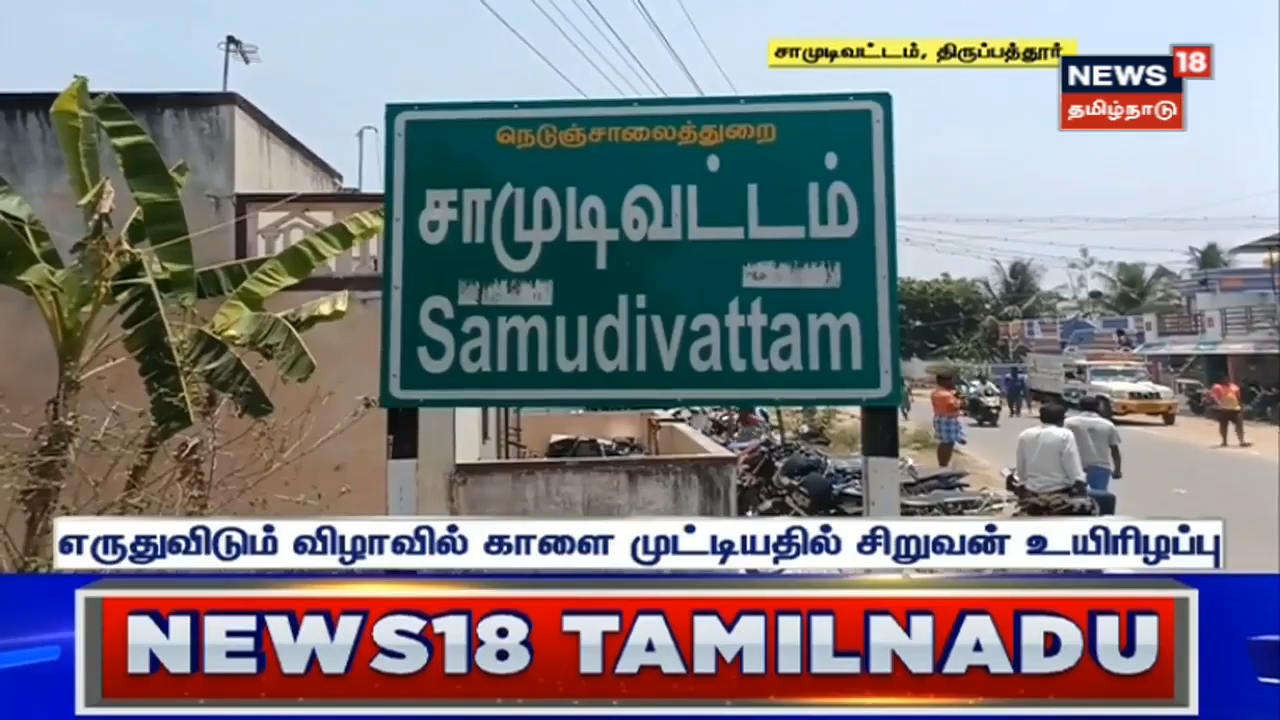 சாமுடிவட்டம், திருப்பத்தூர்
NEWS 18
தமிழ்நாடு
நெடுஞ்சாலைத்துறை
சாமுடிவட்டம்
Samudivattam
எருதுவிடும் விழாவில் காளை முட்டியதில் சிறுவன் உயிரிழப்பு
NEWS18 TAMILNADU